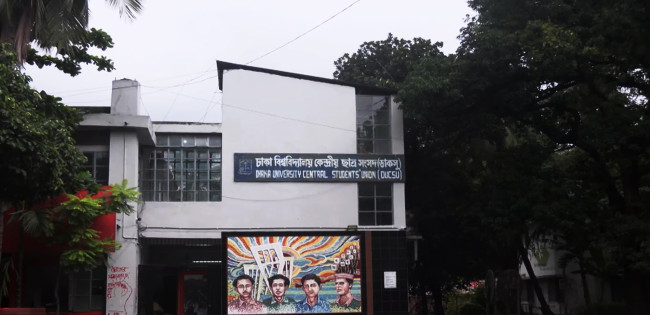 ঢাকা বিশ্ববিদ্যালয় কেন্দ্রীয় ছাত্র সংসদ (ডাকসু)
DHAKA UNIVERSITY CENTRAL STUDENTS' UNION (DUCSU)